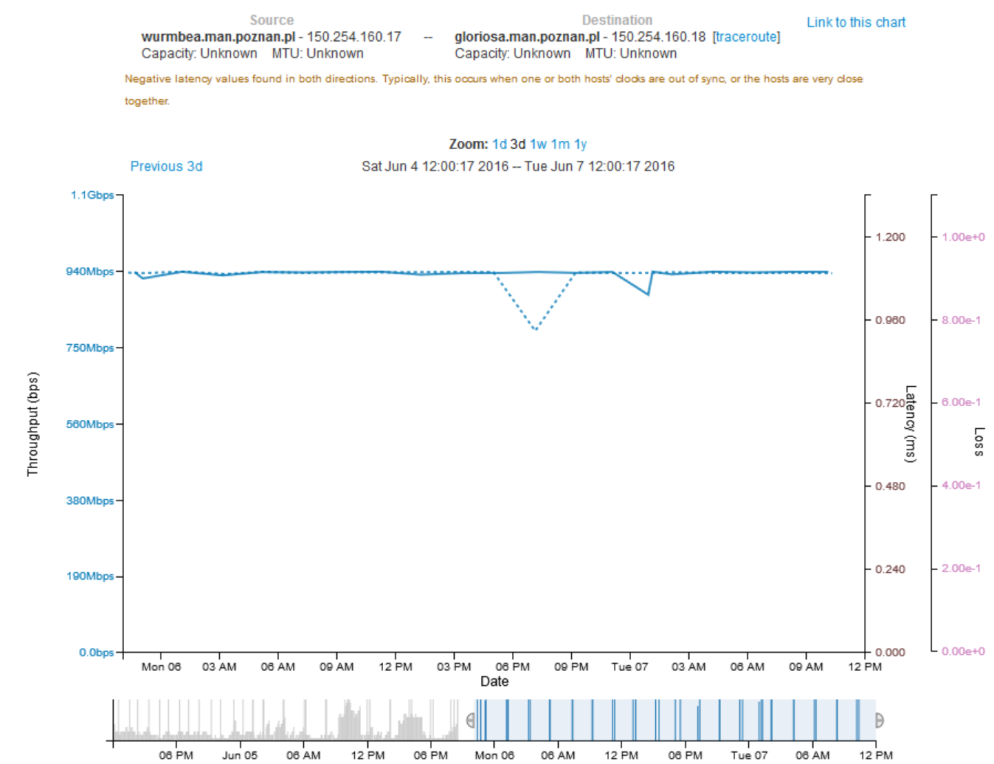 Source Destination Link to this chart
wurmbea.man.poznan.pl - 150.254.160.17 -- gloriosa.man.poznan.pl - 150.254.160.18 [traceroute]
Capacity: Unknown MTU: Unknown Capacity: Unknown MTU: Unknown
Negative latency values found in both directions. Typically, this occurs when one or both hosts' clocks are out of sync, or the hosts are very close
together.
Zoom: 1d 3d 1w 1m 1y
Previous 3d Sat Jun 4 12:00:17 2016 -- Tue Jun 7 12:00:17 2016
1.1Gbps
940Mbps
750Mbps
560Mbps
380Mbps
190Mbps
0.0bps
Throughput (bps)
1.200
0.960
0.720
0.480
0.240
0.000
Latency (ms)
1.00e+0
8.00e-1
6.00e-1
4.00e-1
2.00e-1
0.00e+0
Loss
Mon 06 03 AM 06 AM 09 AM 12 PM 03 PM 06 PM 09 PM Tue 07 03 AM 06 AM 09 AM 12 PM
Date
06 PM Jun 05 06 AM 12 PM 06 PM Mon 06 06 AM 12 PM 06 PM Tue 07 06 AM 12 PM